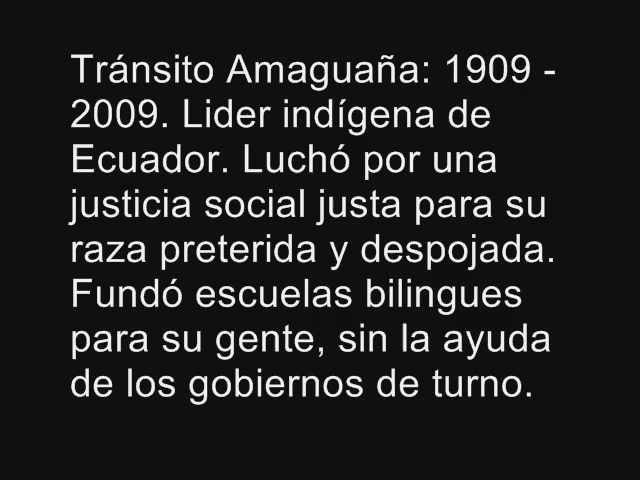 Tránsito Amaguaña: 1909 -
2009. Lider indígena de
Ecuador. Luchó por una
justicia social justa para su
raza preterida y despojada.
Fundó escuelas bilingues
para su gente, sin la ayuda
de los gobiernos de turno.